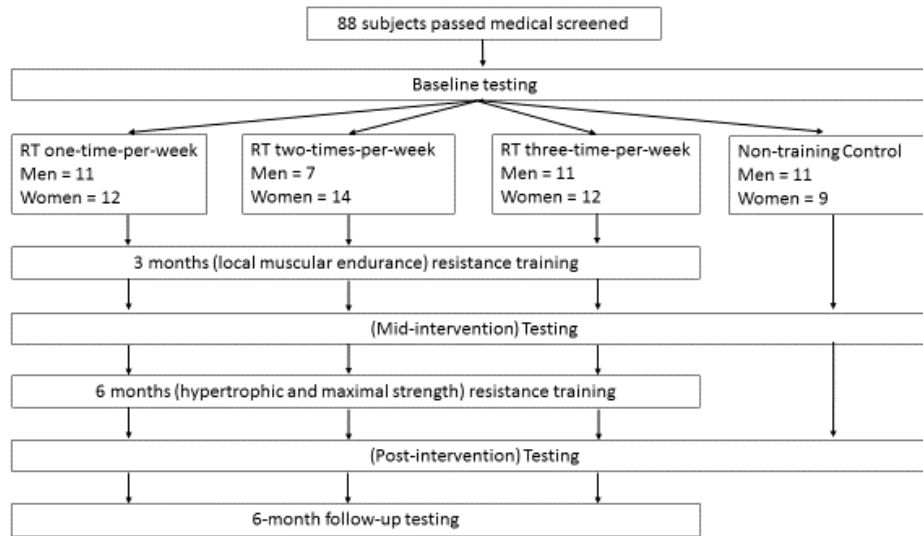 88 subjects passed medical screened
Baseline testing
RT one-time-per-week
Men = 11
Women = 12
RT two-times-per-week
Men = 7
Women = 14
RT three-time-per-week
Men = 11
Women = 12
Non-training Control
Men = 11
Women = 9
3 months (local muscular endurance) resistance training
(Mid-intervention) Testing
6 months (hypertrophic and maximal strength) resistance training
(Post-intervention) Testing
6-month follow-up testing